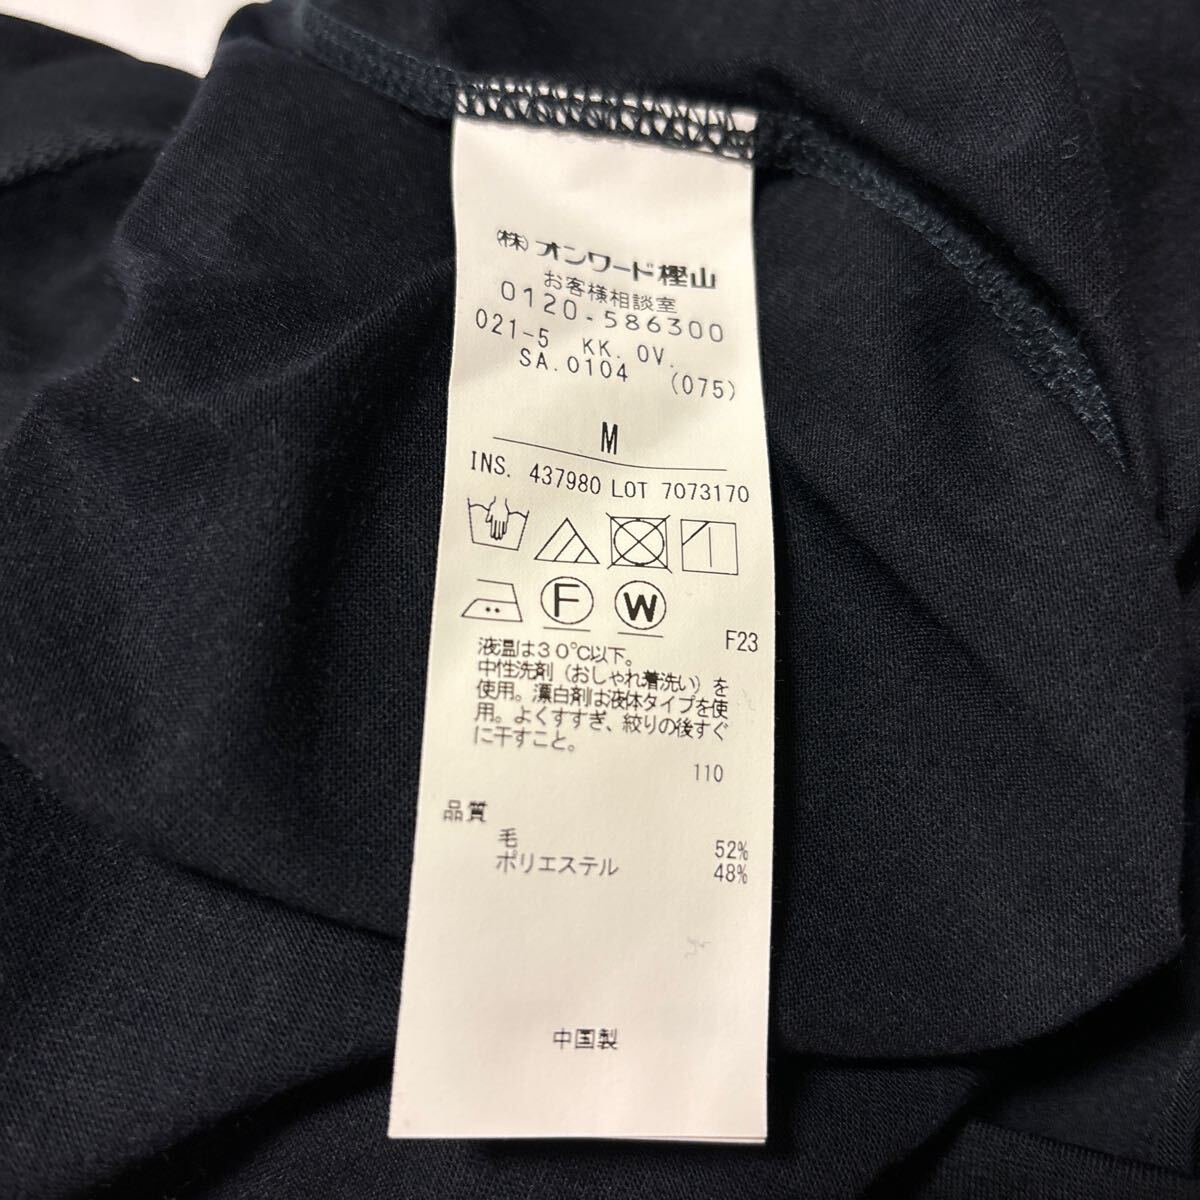 (株)オンワード樫山
お客様相談室
0120-586300
021-5 KK. OV.
SA.0104 (075)
M
INS. 437980 LOT 7073170
F W
F23
液温は30℃以下。
中性洗剤(おしゃれ着洗い)を
使用。漂白剤は液体タイプを使
用。よくすすぎ、絞りの後すぐ
に干すこと。
110
品質
毛 52%
ポリエステル 48%
中国製